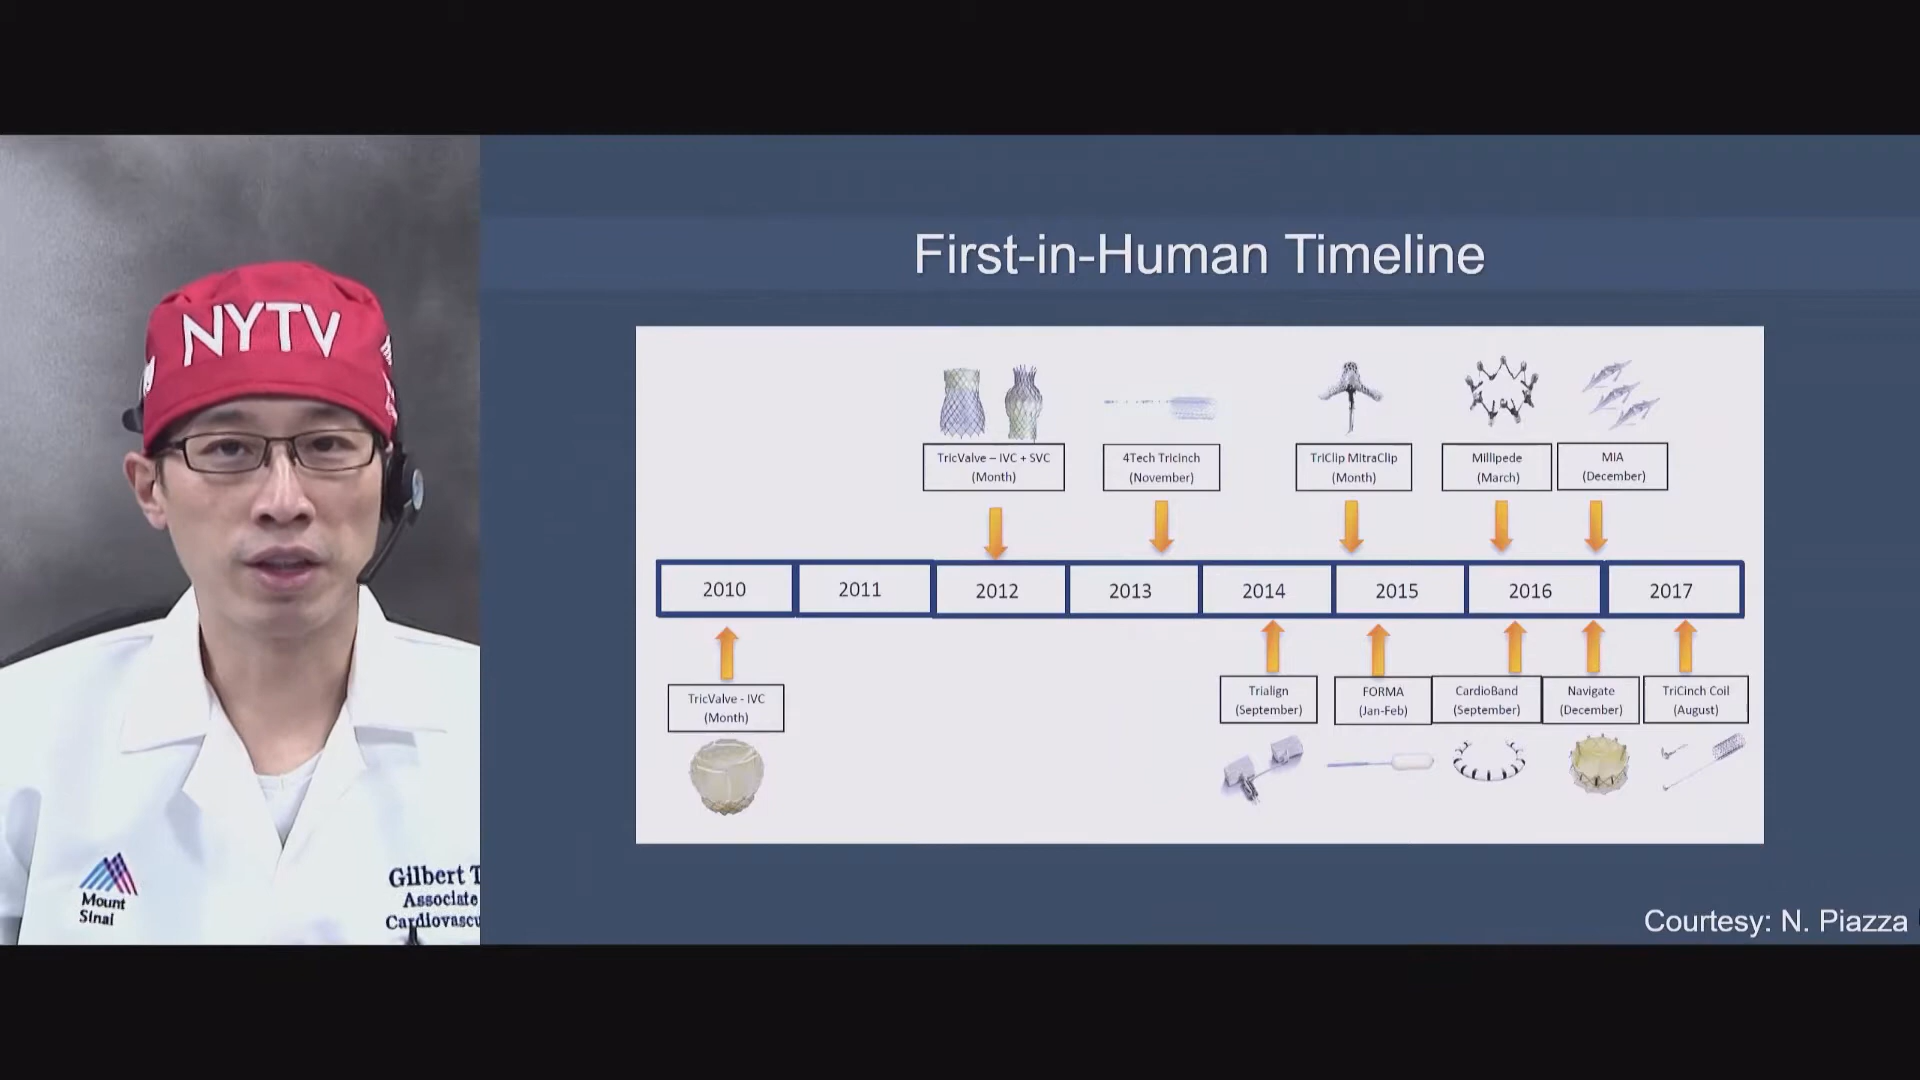 NYTV
Mount
Sinai
Gilbert T
Associate
Cardiovascu
First-in-Human Timeline
TricValve – IVC + SVC
(Month)
4Tech Tricinch
(November)
TriClip MitraClip
(Month)
Millipede
(March)
MIA
(December)
2010
2011
2012
2013
2014
2015
2016
2017
TricValve - IVC
(Month)
Trialign
(September)
FORMA
(Jan-Feb)
CardioBand
(September)
Navigate
(December)
TriCinch Coil
(August)
Courtesy: N. Piazza